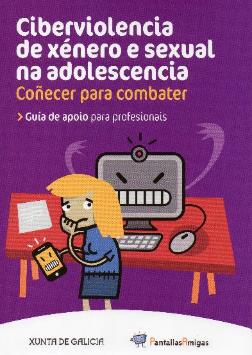 Ciberviolencia
de xénero e sexual
na adolescencia
Coñecer para combater
> Guía de apoio para profesionais
XUNTA DE GALICIA
PantallasAmigas